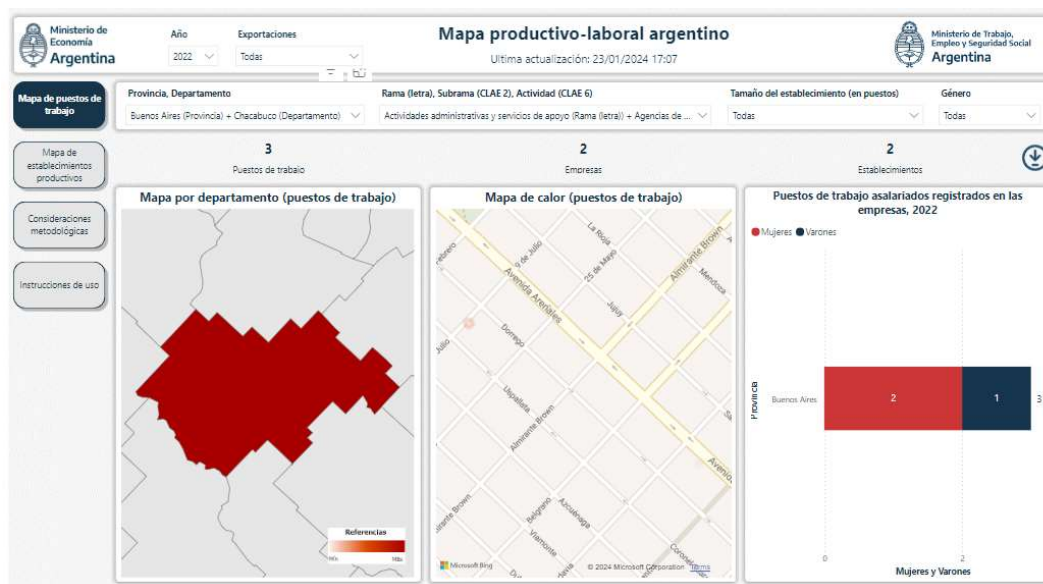 Ministerio de
Economía
Argentina
Año
2022
Exportaciones
Todas
Mapa productivo-laboral argentino
Ultima actualización: 23/01/2024 17:07
Ministerio de Trabajo,
Empleo y Seguridad Social
Argentina
Mapa de puestos de
trabajo
Mapa de
establecimientos
productivos
Consideraciones
metodológicas
Instrucciones de uso
Provincia, Departamento
Buenos Aires (Provincia) + Chacabuco (Departamento)
Rama (letra), Subrama (CLAE 2), Actividad (CLAE 6)
Actividades administrativas y servicios de apoyo (Rama (letra)) + Agencias de ...
Tamaño del establecimiento (en puestos)
Todas
Género
Todas
3
Puestos de trabajo
2
Empresas
2
Establecimientos
Mapa por departamento (puestos de trabajo)
Referencias
Mapa de calor (puestos de trabajo)
La Rioja
Almirante Brown
9 de Julio
25 de Mayo
Mendoza
Avenida Arenales
Jujuy
Dorrego
Julio
Uspallata
Almirante Brown
Belgrano
Azcuénaga
Viamonte
Microsoft Bing
© 2024 Microsoft Corporation
Terms
Puestos de trabajo asalariados registrados en las
empresas, 2022
Mujeres
Varones
Provincia
Buenos Aires
2
1
3
0
2
Mujeres y Varones